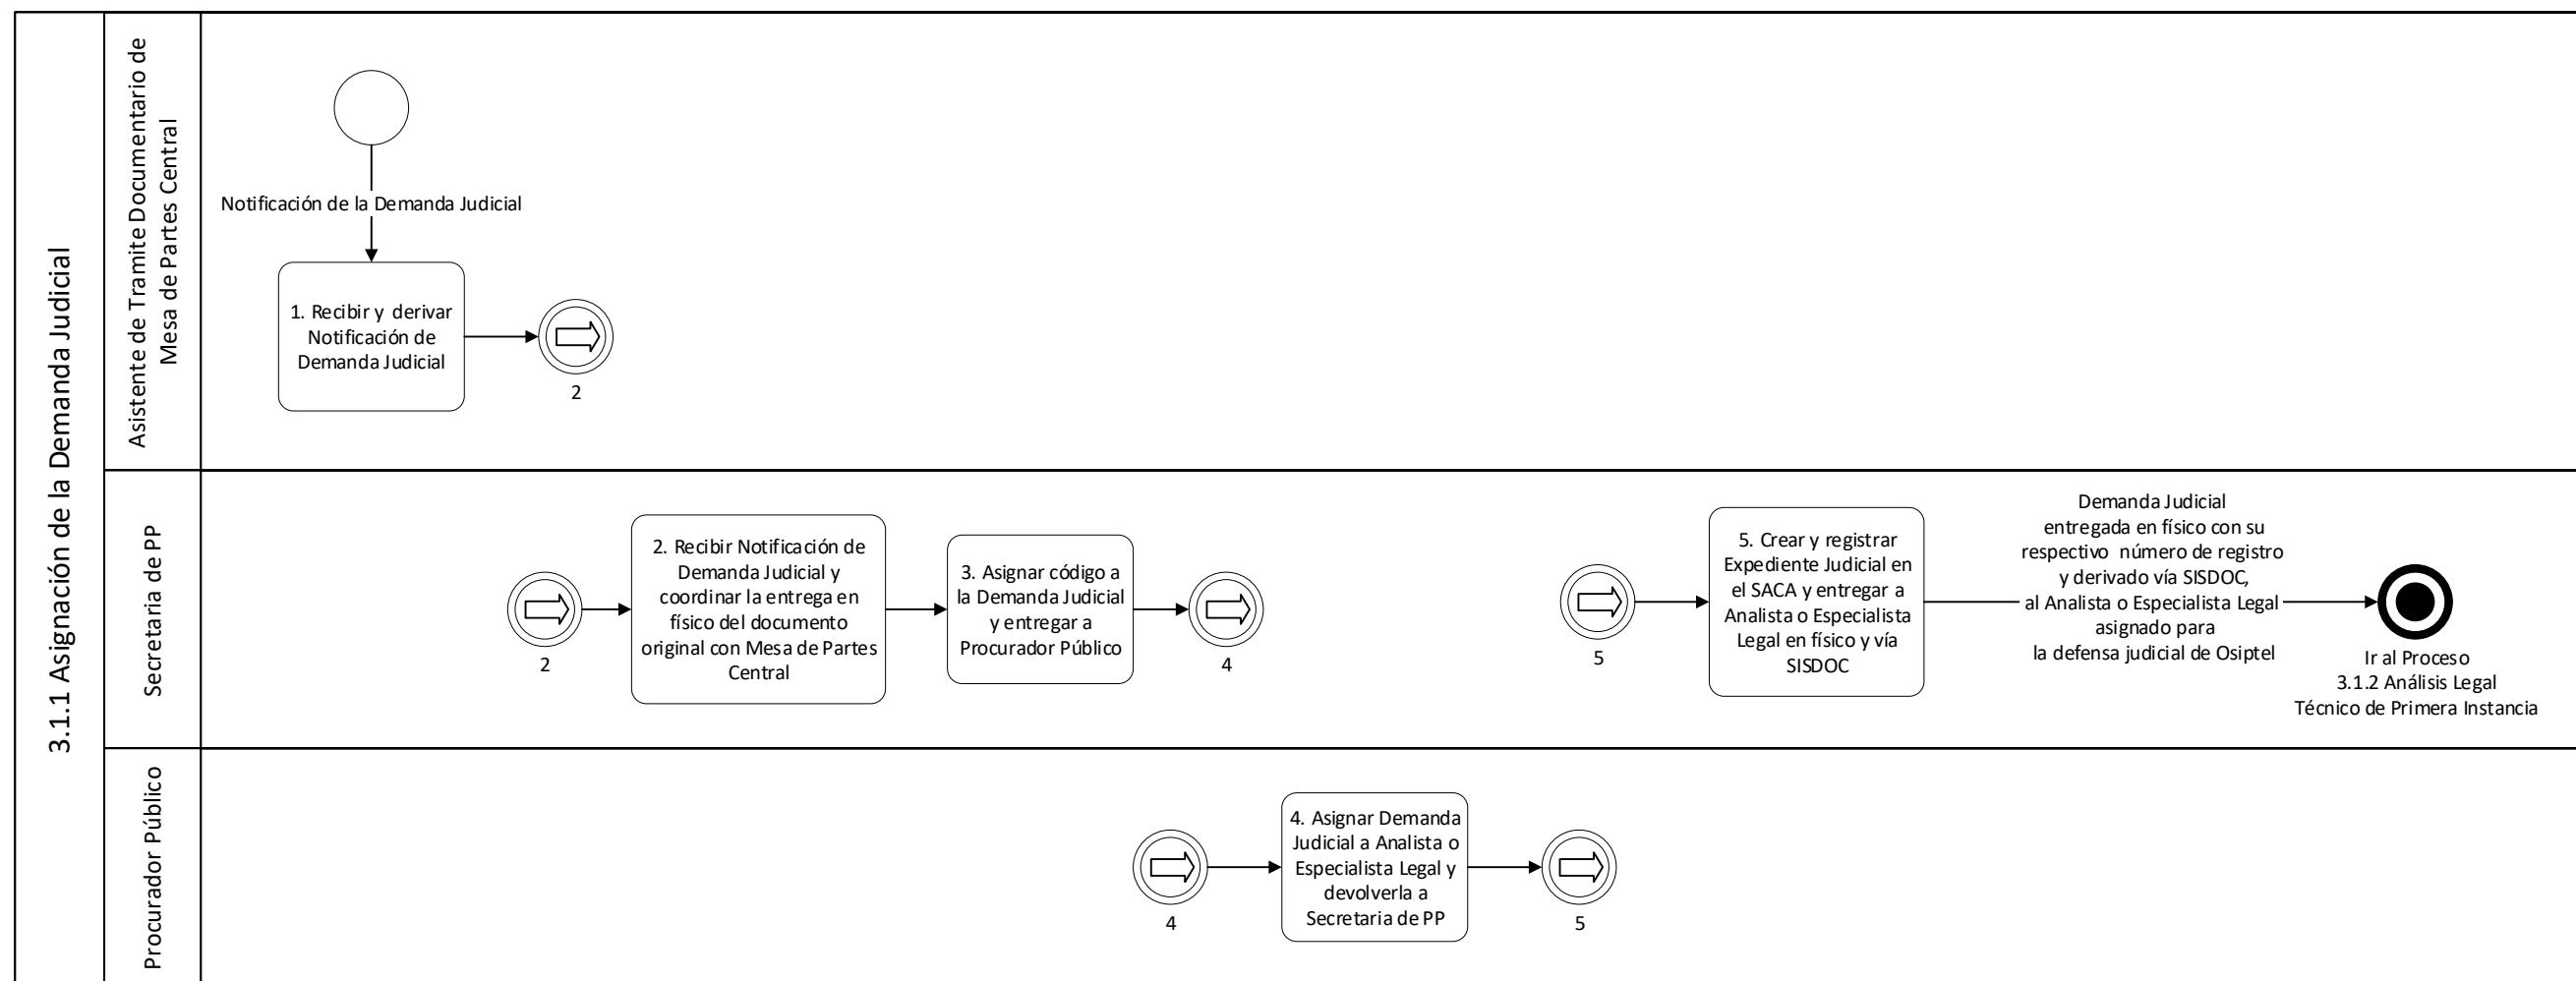 3.1.1 Asignación de la Demanda Judicial
Asistente de Tramite Documentario de
Mesa de Partes Central
Notificación de la Demanda Judicial
1. Recibir y derivar
Notificación de
Demanda Judicial
2
Secretaria de PP
2
2. Recibir Notificación de
Demanda Judicial y
coordinar la entrega en
físico del documento
original con Mesa de Partes
Central
3. Asignar código a
la Demanda Judicial
y entregar a
Procurador Público
4
5
5. Crear y registrar
Expediente Judicial en
el SACA y entregar a
Analista o Especialista
Legal en físico y vía
SISDOC
Demanda Judicial
entregada en físico con su
respectivo número de registro
y derivado vía SISDOC,
al Analista o Especialista Legal
asignado para
la defensa judicial de Osiptel
Ir al Proceso
3.1.2 Análisis Legal
Técnico de Primera Instancia
Procurador Público
4
4. Asignar Demanda
Judicial a Analista o
Especialista Legal y
devolverla a
Secretaria de PP
5